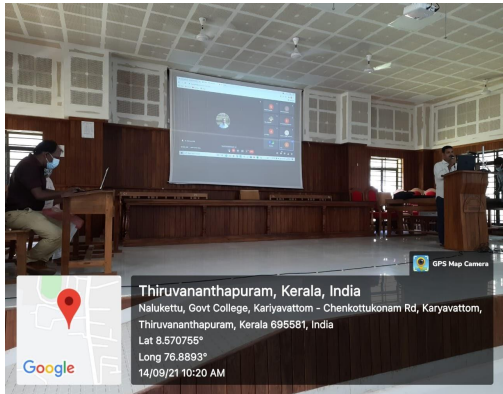 GPS Map Camera
Thiruvananthapuram, Kerala, India
Nalukettu, Govt College, Kariyavattom - Chenkottukonam Rd, Karyavattom,
Thiruvananthapuram, Kerala 695581, India
Lat 8.570755°
Long 76.8893°
14/09/21 10:20 AM
Google